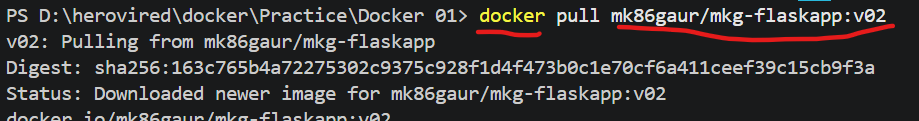 PS D:\herovired\docker\Practice\Docker 01> docker pull mk86gaur/mkg-flaskapp:v02
v02: Pulling from mk86gaur/mkg-flaskapp
Digest: sha256:163c765b4a72275302c9375c928f1d4f473b0c1e70cf6a411ceef39c15cb9f3a
Status: Downloaded newer image for mk86gaur/mkg-flaskapp:v02
docker.io/mk86gaur/mkg-flaskapp:v02